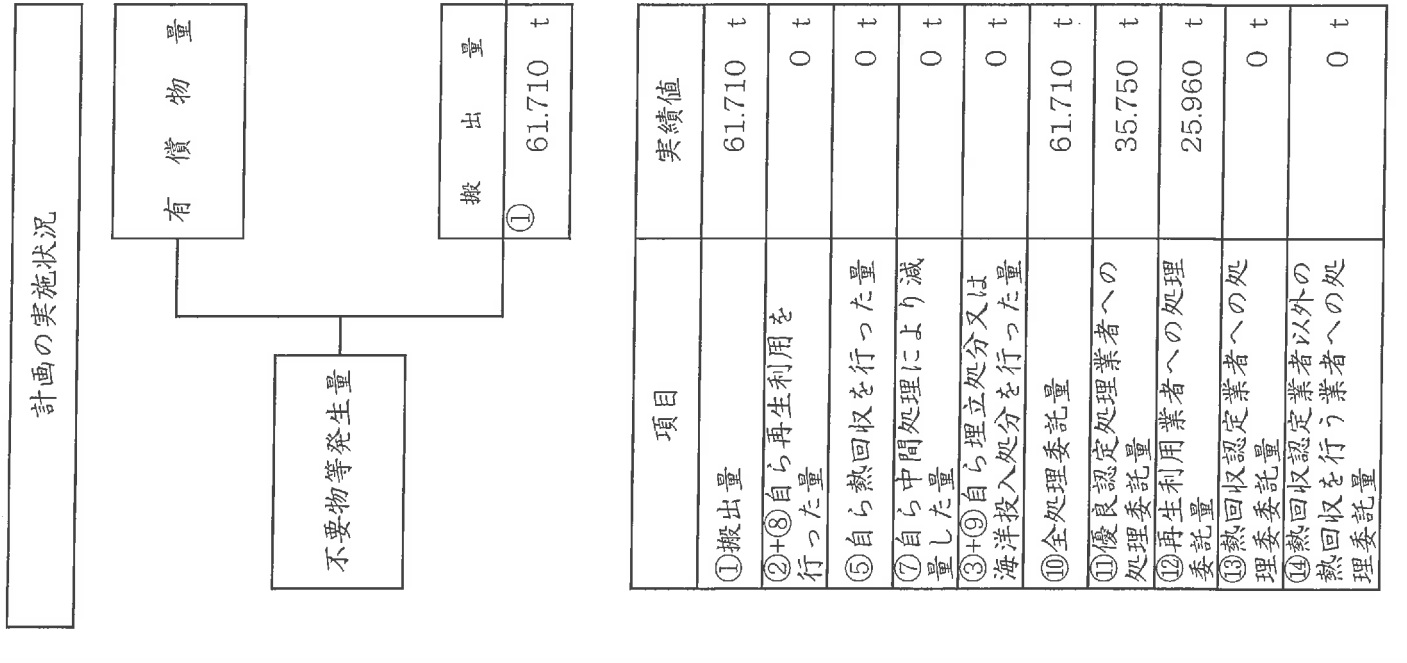 計画の実施状況
有償物量
不要物等発生量
搬出量
①
61.710 t
項目
実績値
①搬出量
61.710 t
②+⑧自ら再生利用を
行った量
0 t
⑤自ら熱回収を行った量
0 t
⑦自ら中間処理により減
量した量
0 t
③+⑨自ら埋立処分又は
海洋投入処分を行った量
0 t
⑩全処理委託量
61.710 t
⑪優良認定処理業者への
処理委託量
35.750 t
⑫再生利用業者への処理
委託量
25.960 t
⑬熱回収認定業者への処
理委託量
0 t
⑭熱回収認定業者以外の
熱回収を行う業者への処
理委託量
0 t